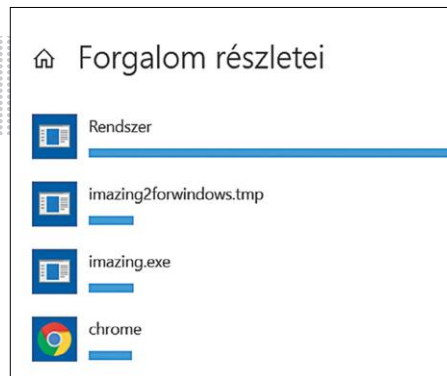 Forgalom részletei
Rendszer
imazing2forwindows.tmp
imazing.exe
chrome